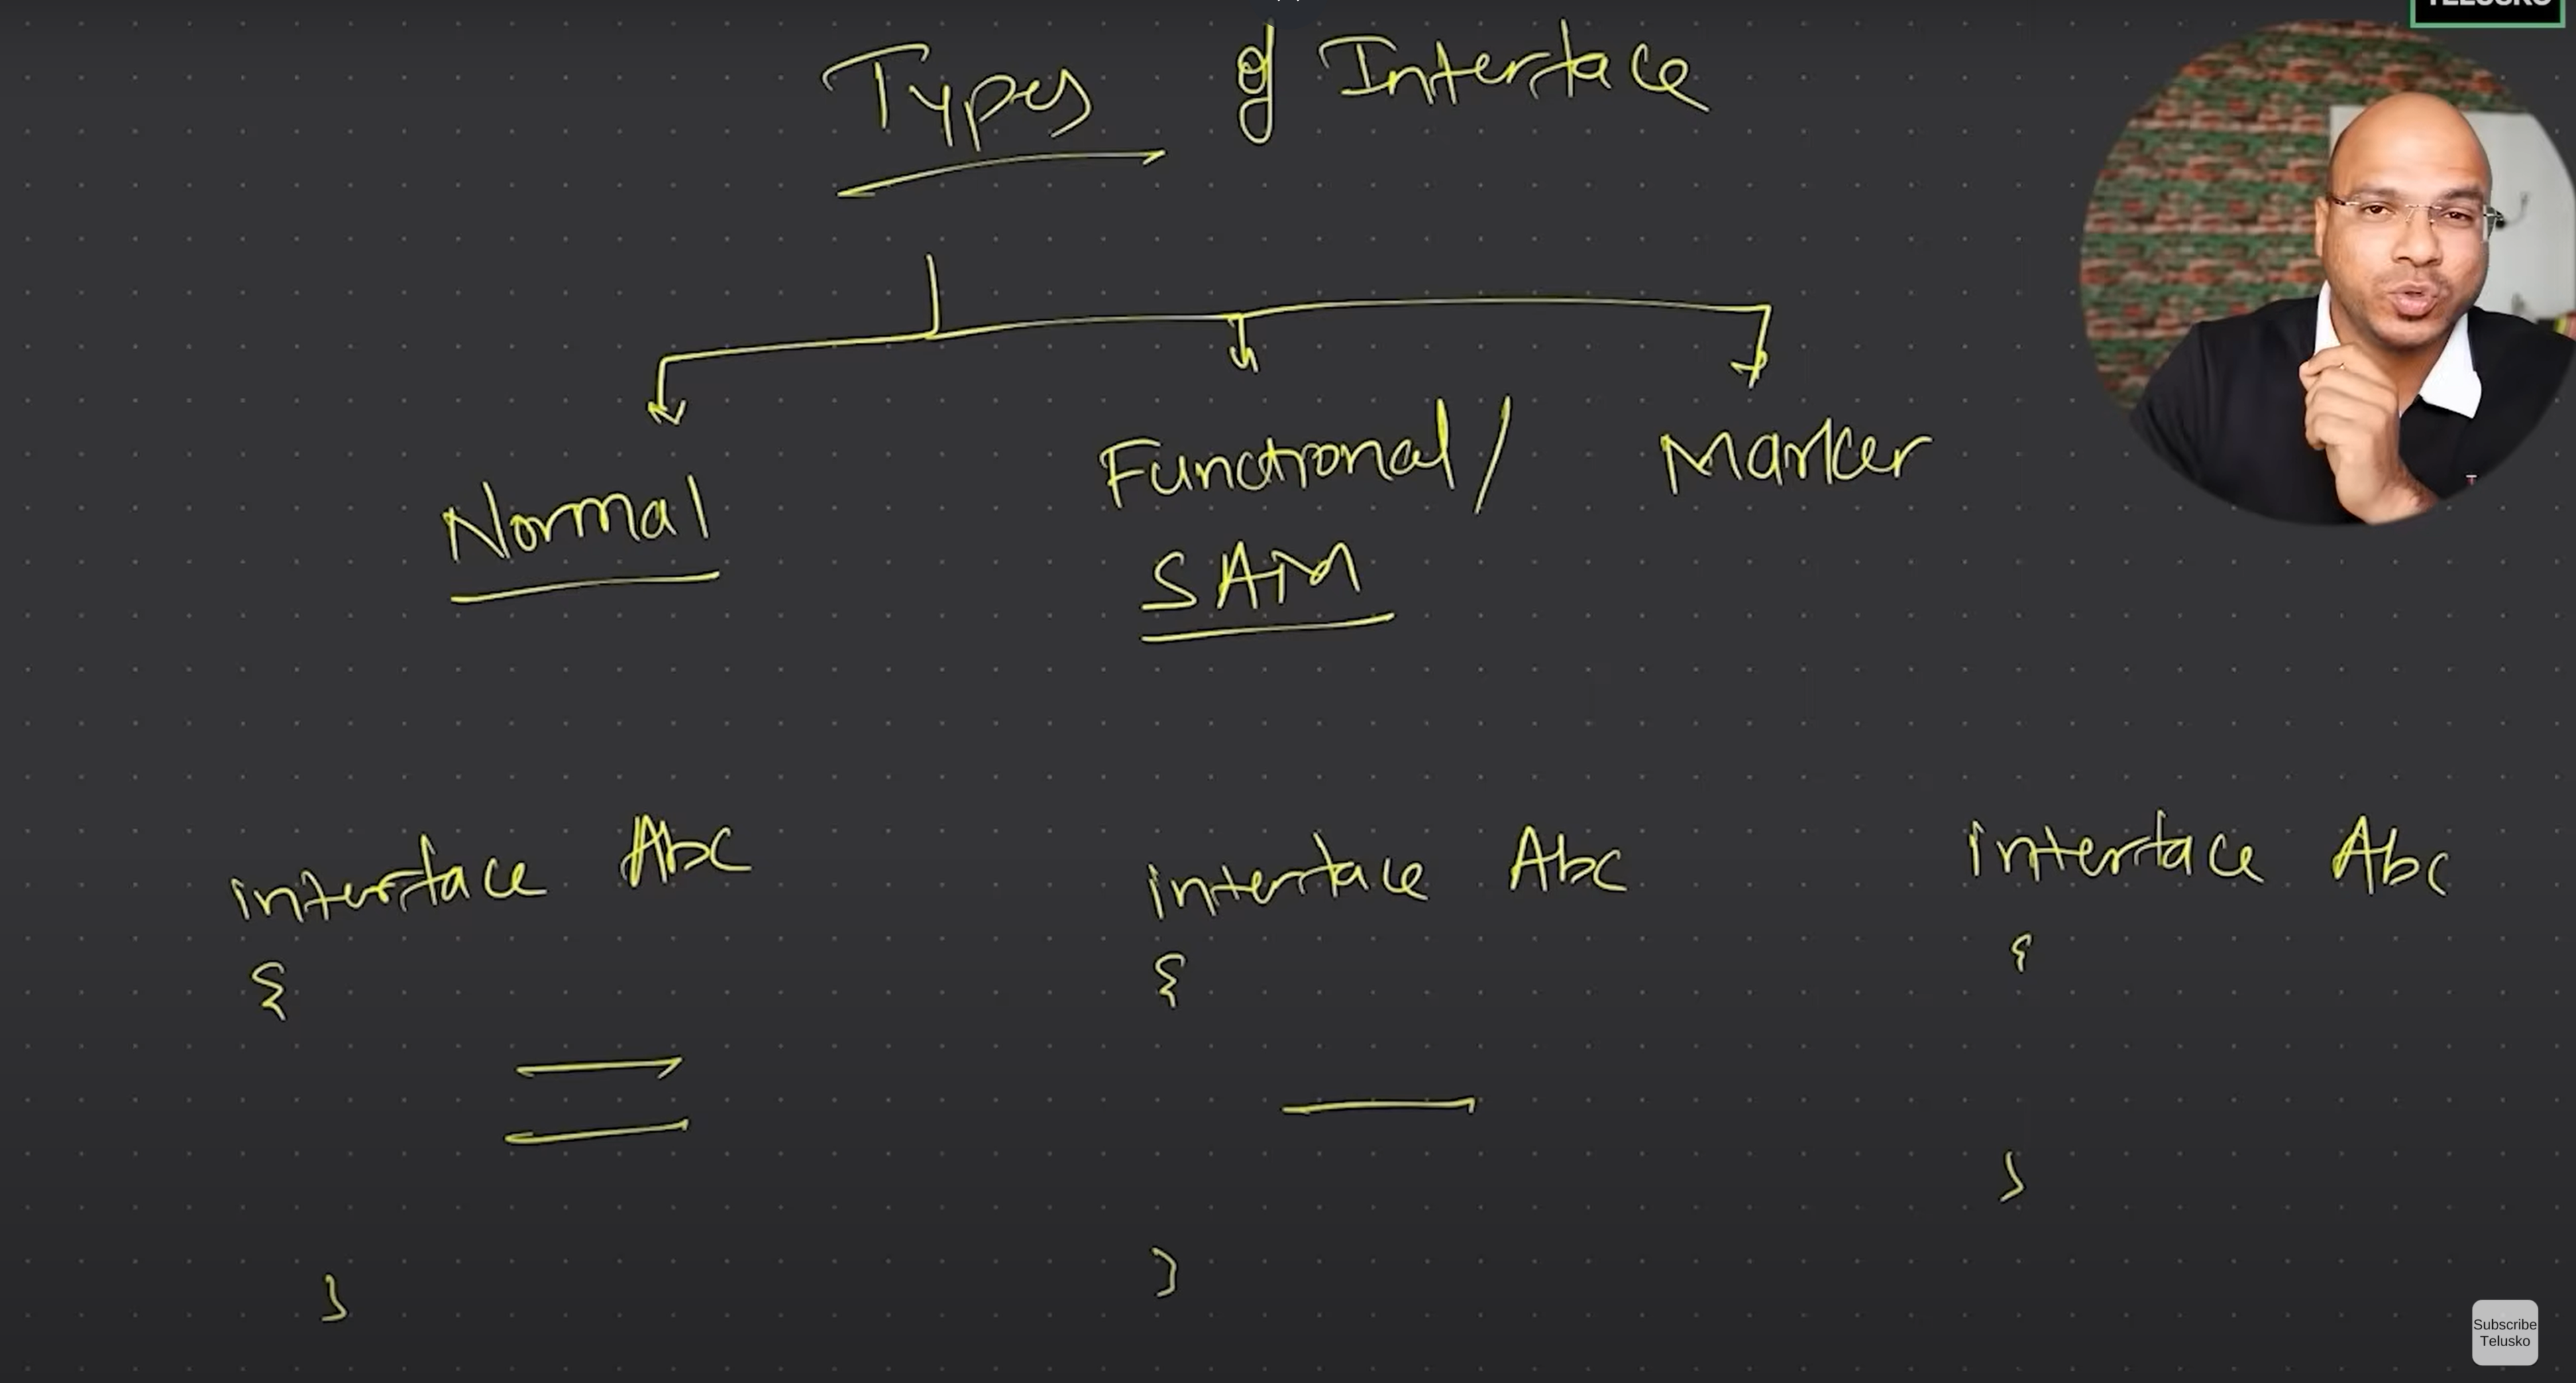 TELUSKO
Types of Interface
Normal
Functional/
SAM
Marker
interface Abc
{
}
interface Abc
{
}
interface Abc
{
}
Subscribe
Telusko